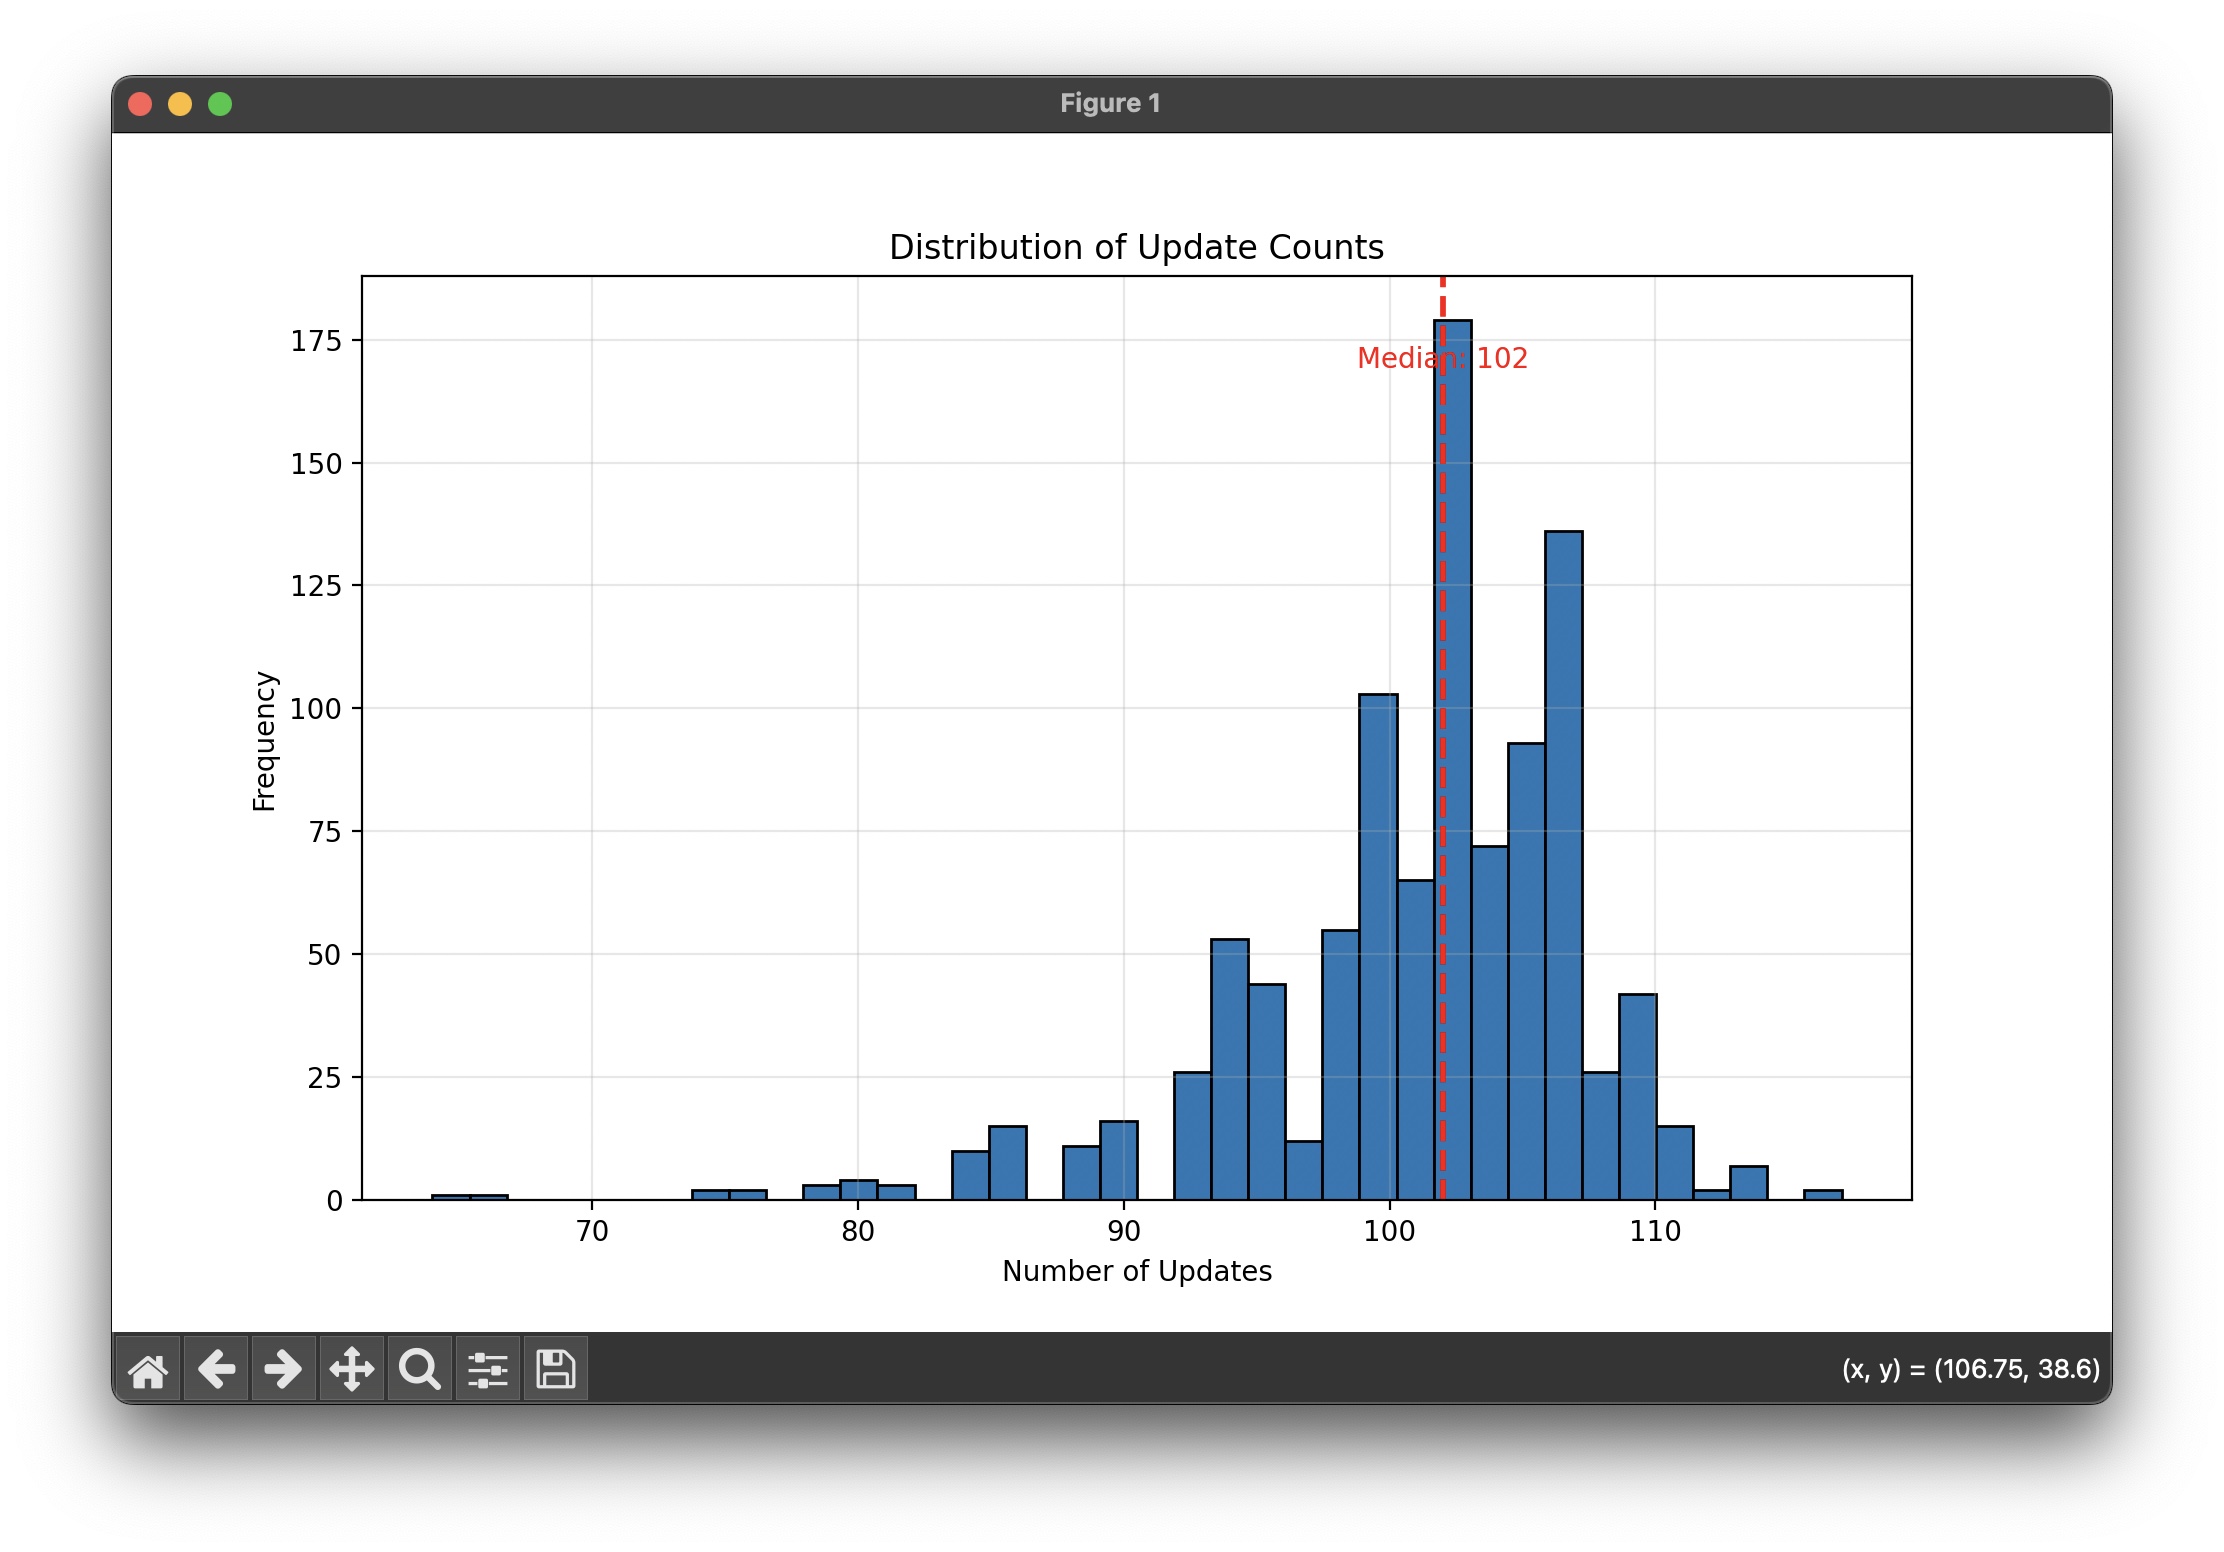 Figure 1
Distribution of Update Counts
Median: 102
175
150
125
100
75
50
25
0
Frequency
70 80 90 100 110
Number of Updates
(x, y) = (106.75, 38.6)